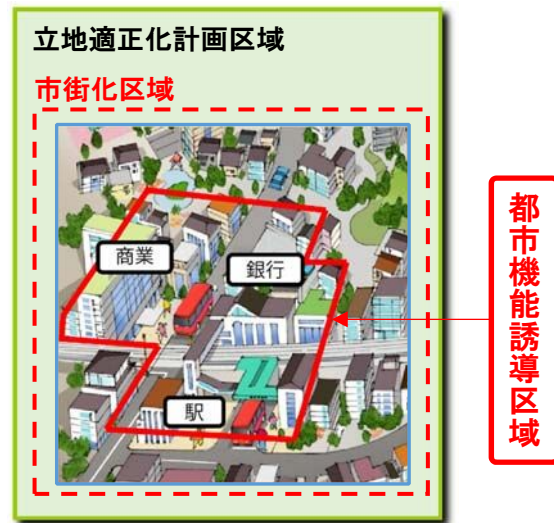 立地適正化計画区域
市街化区域
商業
銀行
駅
都市機能誘導区域